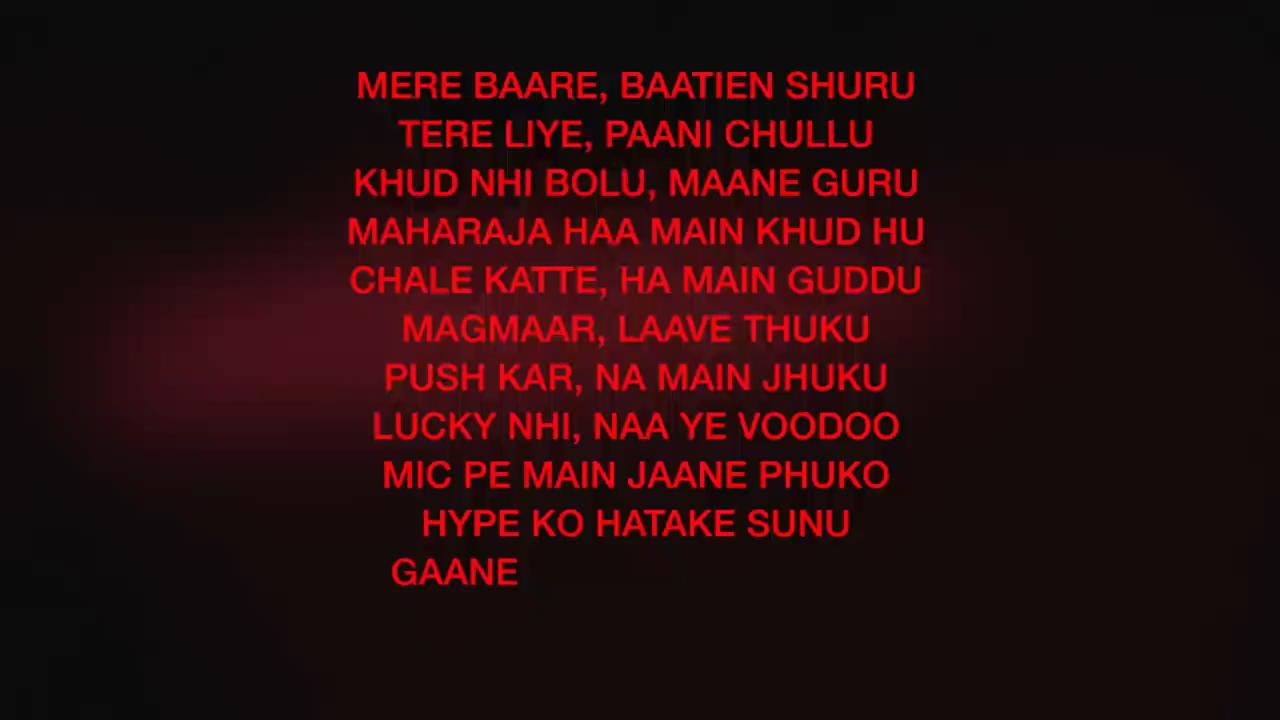 MERE BAARE, BAATIEN SHURU
TERE LIYE, PAANI CHULLU
KHUD NHI BOLU, MAANE GURU
MAHARAJA HAA MAIN KHUD HU
CHALE KATTE, HA MAIN GUDDU
MAGMAAR, LAAVE THUKU
PUSH KAR, NA MAIN JHUKU
LUCKY NHI, NAA YE VOODOO
MIC PE MAIN JAANE PHUKO
HYPE KO HATAKE SUNU
GAANE